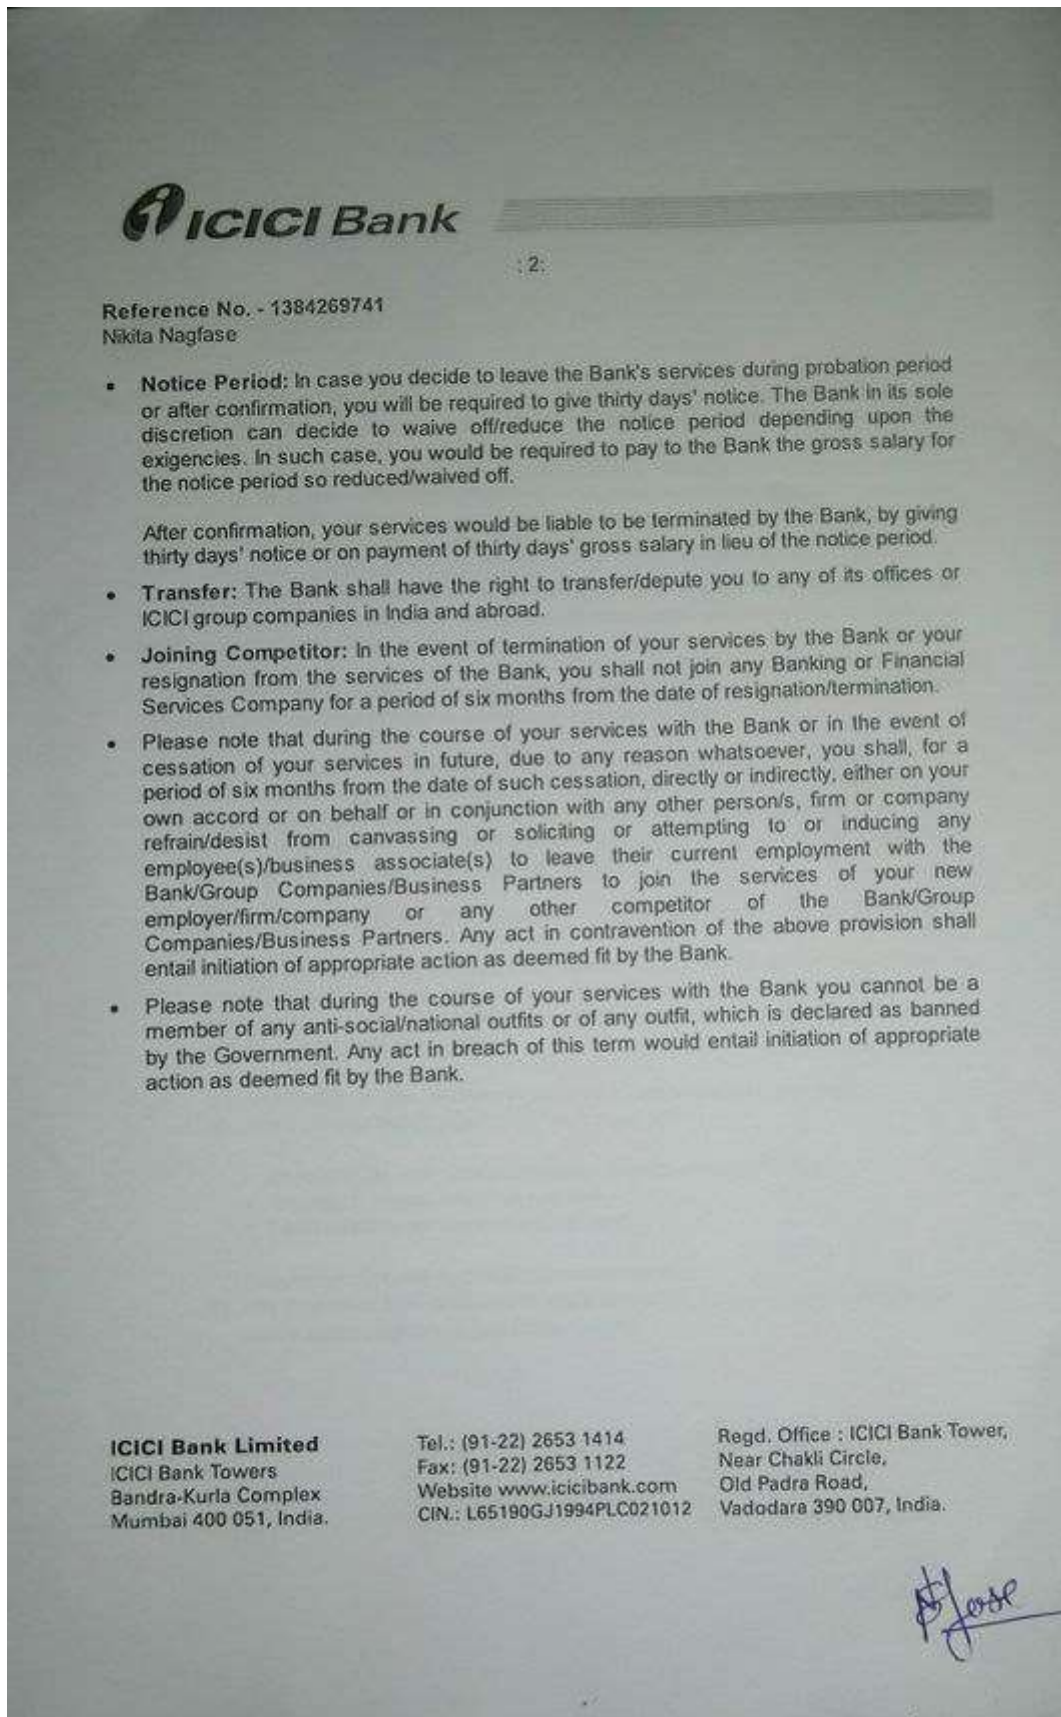 ICICI Bank
: 2:
Reference No. - 1384269741
Nikita Nagfase
• Notice Period: In case you decide to leave the Bank's services during probation period
or after confirmation, you will be required to give thirty days' notice. The Bank in its sole
discretion can decide to waive off/reduce the notice period depending upon the
exigencies. In such case, you would be required to pay to the Bank the gross salary for
the notice period so reduced/waived off.
After confirmation, your services would be liable to be terminated by the Bank, by giving
thirty days' notice or on payment of thirty days' gross salary in lieu of the notice period.
• Transfer: The Bank shall have the right to transfer/depute you to any of its offices or
ICICI group companies in India and abroad.
• Joining Competitor: In the event of termination of your services by the Bank or your
resignation from the services of the Bank, you shall not join any Banking or Financial
Services Company for a period of six months from the date of resignation/termination.
• Please note that during the course of your services with the Bank or in the event of
cessation of your services in future, due to any reason whatsoever, you shall, for a
period of six months from the date of such cessation, directly or indirectly, either on your
own accord or on behalf or in conjunction with any other person/s, firm or company
refrain/desist from canvassing or soliciting or attempting to or inducing any
employee(s)/business associate(s) to leave their current employment with the
Bank/Group Companies/Business Partners to join the services of your new
employer/firm/company or any other competitor of the Bank/Group
Companies/Business Partners. Any act in contravention of the above provision shall
entail initiation of appropriate action as deemed fit by the Bank.
• Please note that during the course of your services with the Bank you cannot be a
member of any anti-social/national outfits or of any outfit, which is declared as banned
by the Government. Any act in breach of this term would entail initiation of appropriate
action as deemed fit by the Bank.
ICICI Bank Limited
ICICI Bank Towers
Bandra-Kurla Complex
Mumbai 400 051, India.
Tel.: (91-22) 2653 1414
Fax: (91-22) 2653 1122
Website www.icicibank.com
CIN.: L65190GJ1994PLC021012
Regd. Office : ICICI Bank Tower,
Near Chakli Circle,
Old Padra Road,
Vadodara 390 007, India.